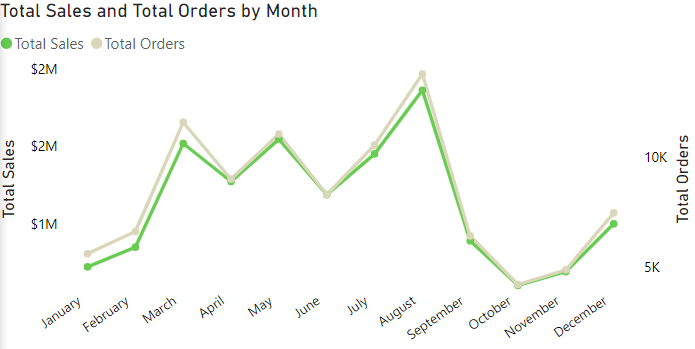 Total Sales and Total Orders by Month
Total Sales Total Orders
$2M
$2M
$1M
Total Sales
10K
5K
Total Orders
January
February
March
April
May
June
July
August
September
October
November
December